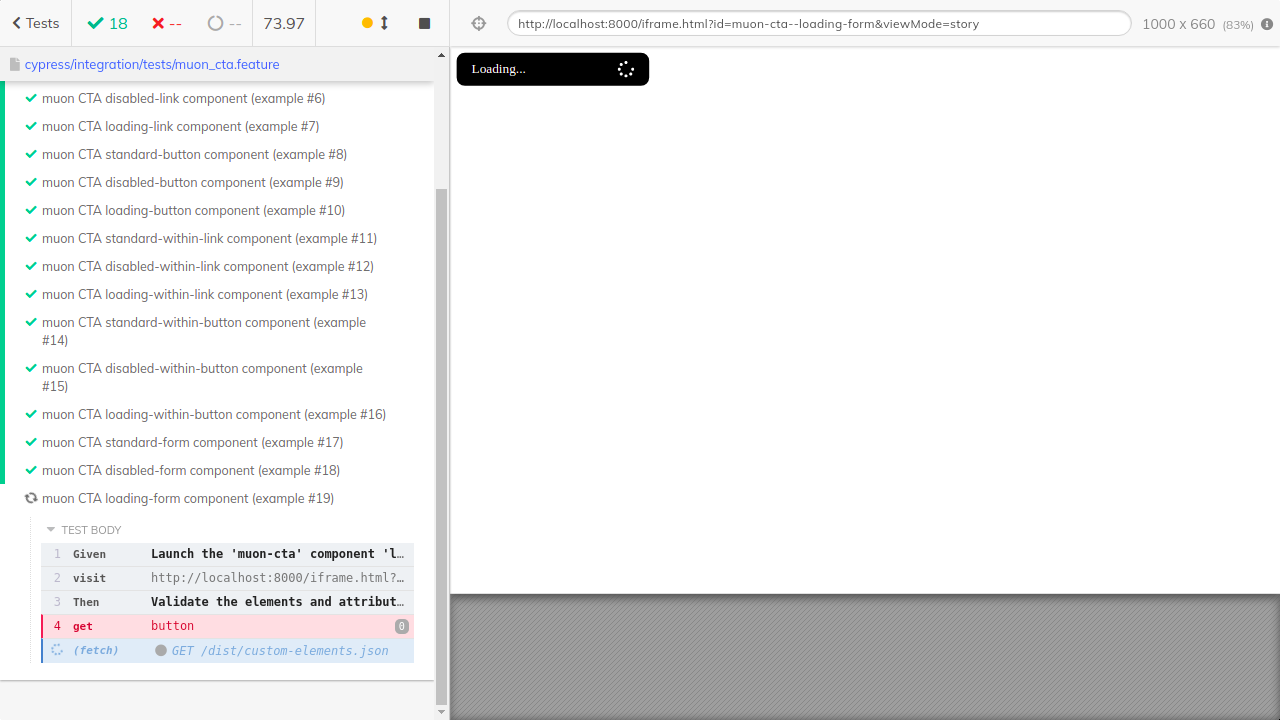 Tests
18
--
--
73.97
http://localhost:8000/iframe.html?id=muon-cta--loading-form&viewMode=story
1000 x 660 (83%)
cypress/integration/tests/muon_cta.feature
Loading...
muon CTA disabled-link component (example #6)
muon CTA loading-link component (example #7)
muon CTA standard-button component (example #8)
muon CTA disabled-button component (example #9)
muon CTA loading-button component (example #10)
muon CTA standard-within-link component (example #11)
muon CTA disabled-within-link component (example #12)
muon CTA loading-within-link component (example #13)
muon CTA standard-within-button component (example
#14)
muon CTA disabled-within-button component (example
#15)
muon CTA loading-within-button component (example #16)
muon CTA standard-form component (example #17)
muon CTA disabled-form component (example #18)
muon CTA loading-form component (example #19)
TEST BODY
1 Given Launch the 'muon-cta' component 'l…
2 visit http://localhost:8000/iframe.html?…
3 Then Validate the elements and attribut…
4 get button 0
(fetch) GET /dist/custom-elements.json